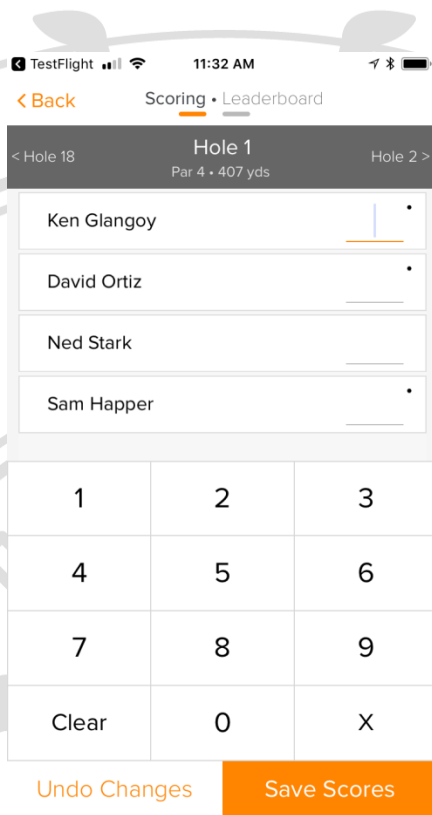 TestFlight 11:32 AM
< Back Scoring • Leaderboard
< Hole 18 Hole 1 Hole 2 >
Par 4 • 407 yds
Ken Glangoy
David Ortiz
Ned Stark
Sam Happer
1 2 3
4 5 6
7 8 9
Clear 0 X
Undo Changes Save Scores